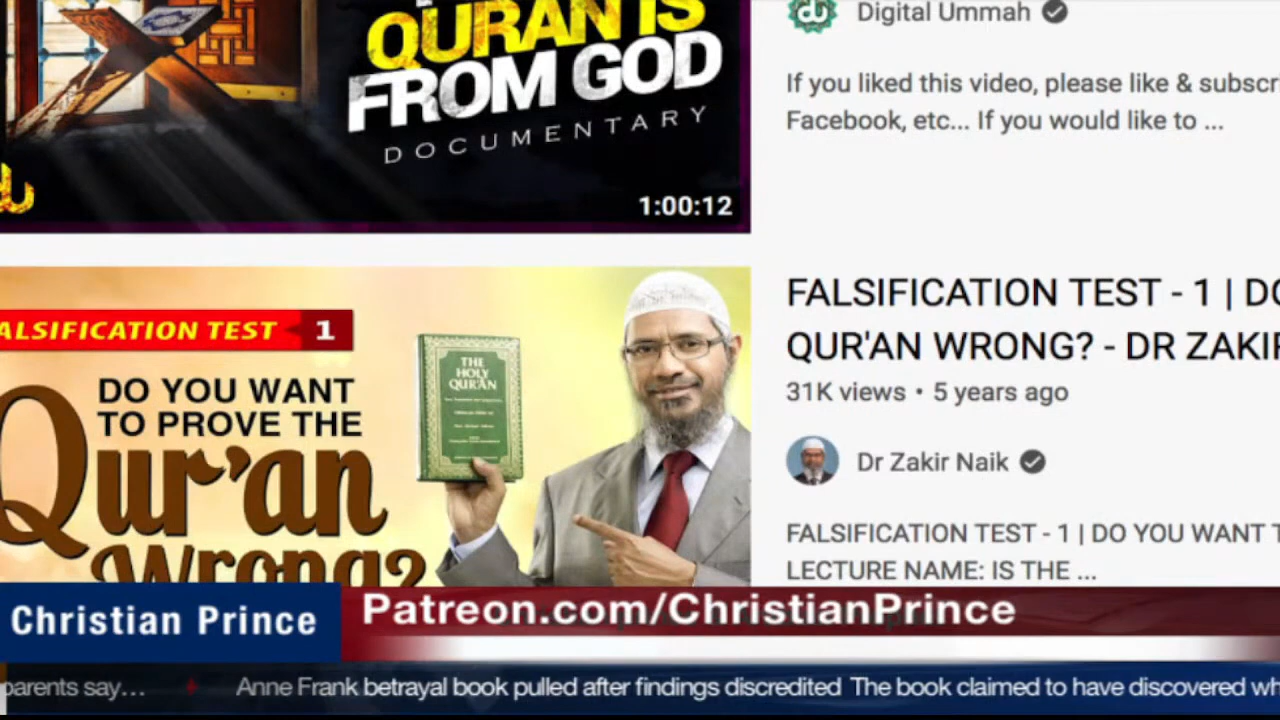 QURAN IS
FROM GOD
DOCUMENTARY
1:00:12
Digital Ummah
If you liked this video, please like & subscr
Facebook, etc... If you would like to ...
ALSIFICATION TEST 1
DO YOU WANT
TO PROVE THE
Qur'an
Wrong?
THE
HOLY
QUR'AN
FALSIFICATION TEST - 1 | DO
QUR'AN WRONG? - DR ZAKIR
31K views • 5 years ago
Dr Zakir Naik
FALSIFICATION TEST - 1 | DO YOU WANT T
LECTURE NAME: IS THE ...
Christian Prince
Patreon.com/ChristianPrince
parents say... Anne Frank betrayal book pulled after findings discredited The book claimed to have discovered wh